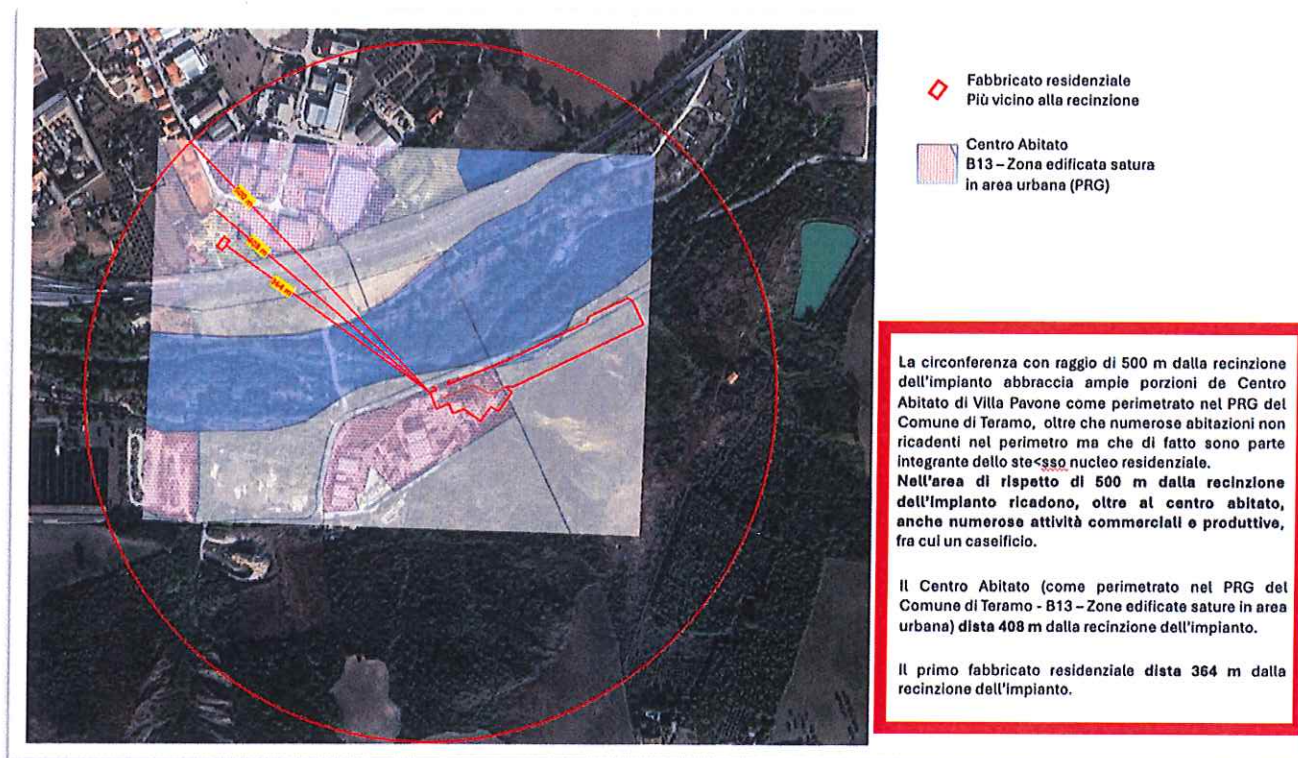 500 m
408 m
364 m
Fabbricato residenziale
Più vicino alla recinzione
Centro Abitato
B13 – Zona edificata satura
in area urbana (PRG)
La circonferenza con raggio di 500 m dalla recinzione
dell'impianto abbraccia ampie porzioni de Centro
Abitato di Villa Pavone come perimetrato nel PRG del
Comune di Teramo, oltre che numerose abitazioni non
ricadenti nel perimetro ma che di fatto sono parte
integrante dello ste<sso nucleo residenziale.
Nell'area di rispetto di 500 m dalla recinzione
dell'impianto ricadono, oltre al centro abitato,
anche numerose attività commerciali e produttive,
fra cui un caseificio.
Il Centro Abitato (come perimetrato nel PRG del
Comune di Teramo - B13 – Zone edificate sature in area
urbana) dista 408 m dalla recinzione dell'impianto.
Il primo fabbricato residenziale dista 364 m dalla
recinzione dell'impianto.